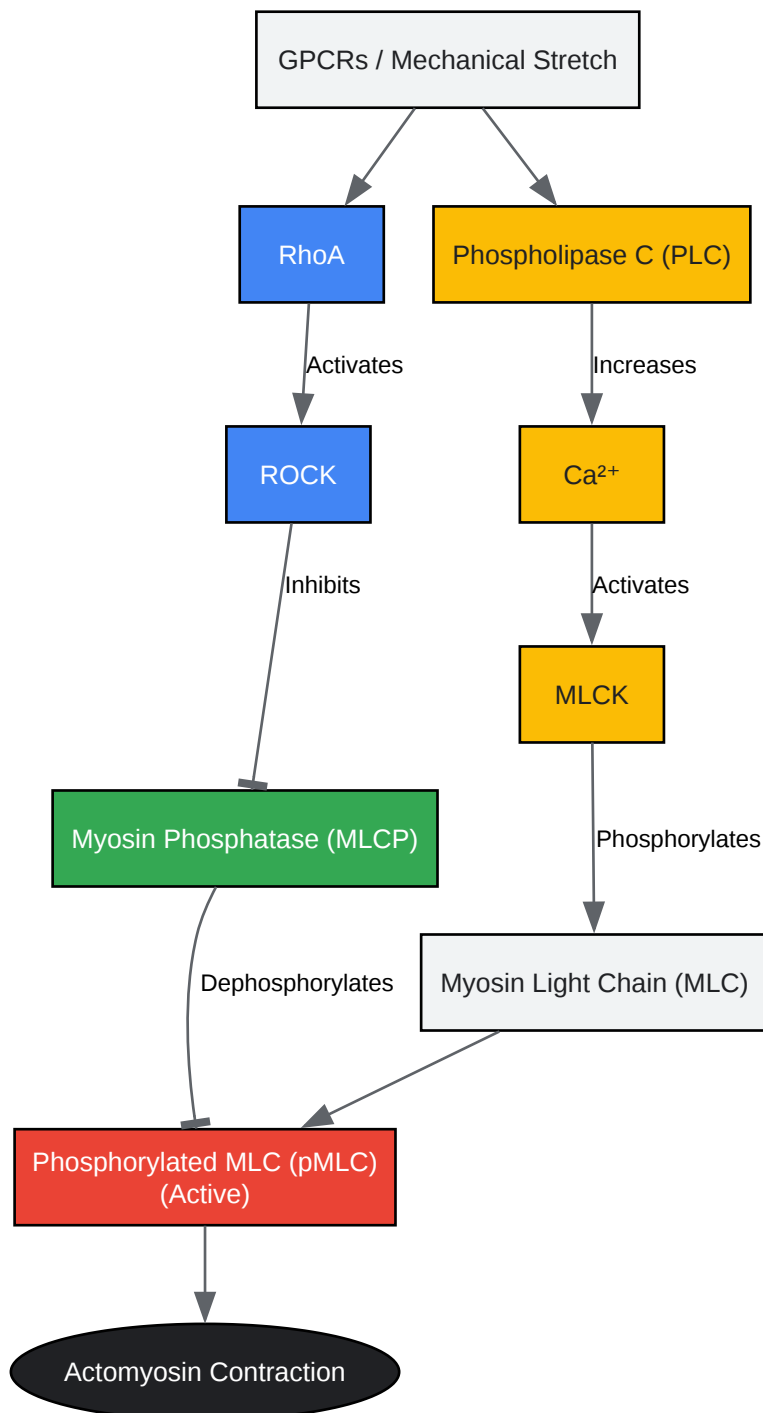 GPCRs / Mechanical Stretch
RhoA
Phospholipase C (PLC)
Activates
Increases
ROCK
Ca²⁺
Inhibits
Activates
MLCK
Myosin Phosphatase (MLCP)
Phosphorylates
Dephosphorylates
Myosin Light Chain (MLC)
Phosphorylated MLC (pMLC)
(Active)
Actomyosin Contraction